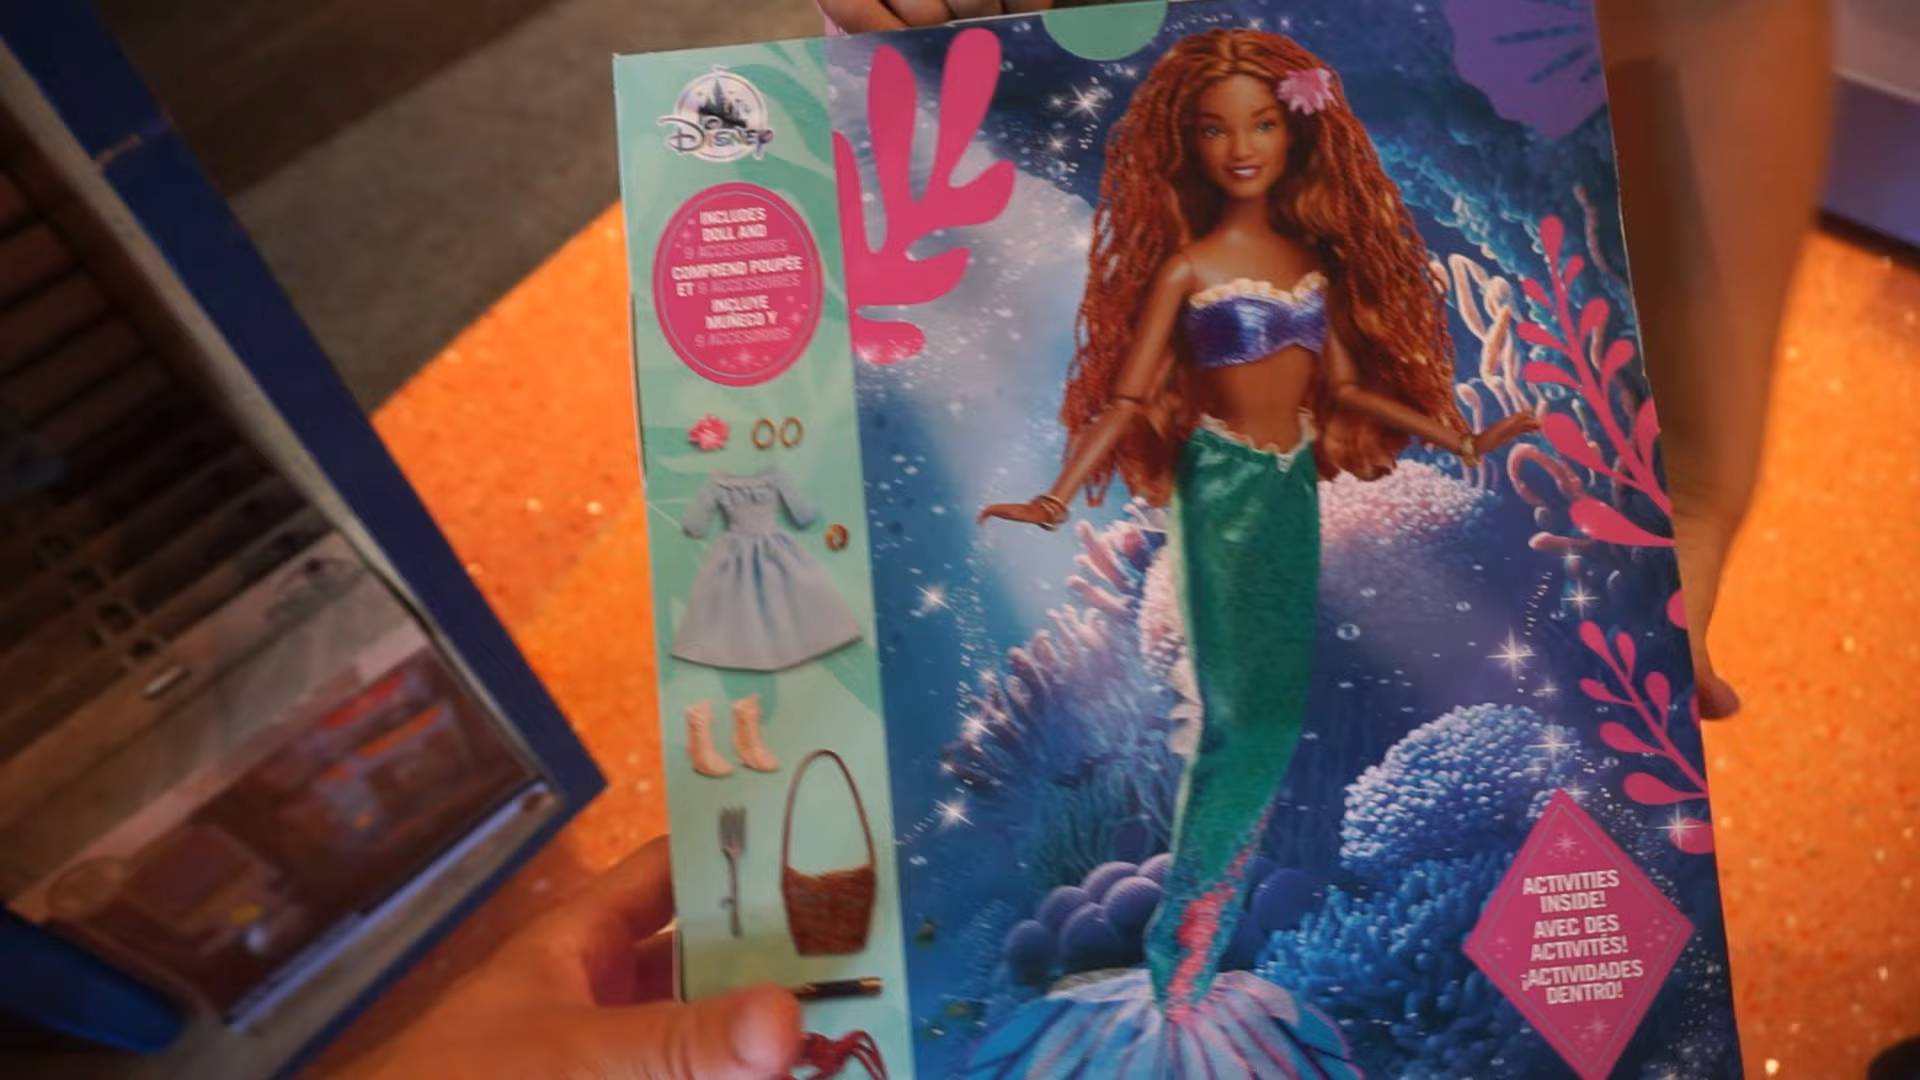 Disney
INCLUDES
DOLL AND
9 ACCESSORIES
COMPREND POUPÉE
ET 9 ACCESSOIRES
INCLUYE
MUÑECO Y
9 ACCESORIOS
ACTIVITIES
INSIDE!
AVEC DES
ACTIVITÉS!
¡ACTIVIDADES
DENTRO!